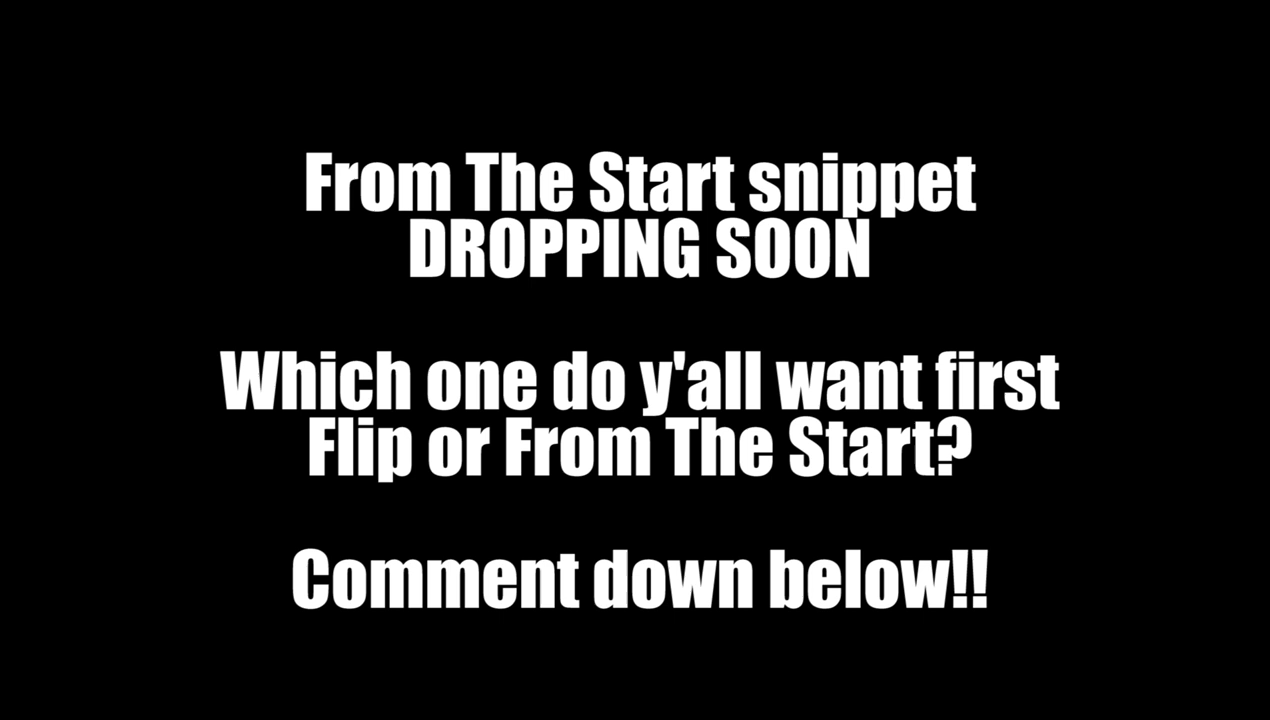 From The Start snippet
DROPPING SOON
Which one do y'all want first
Flip or From The Start?
Comment down below!!